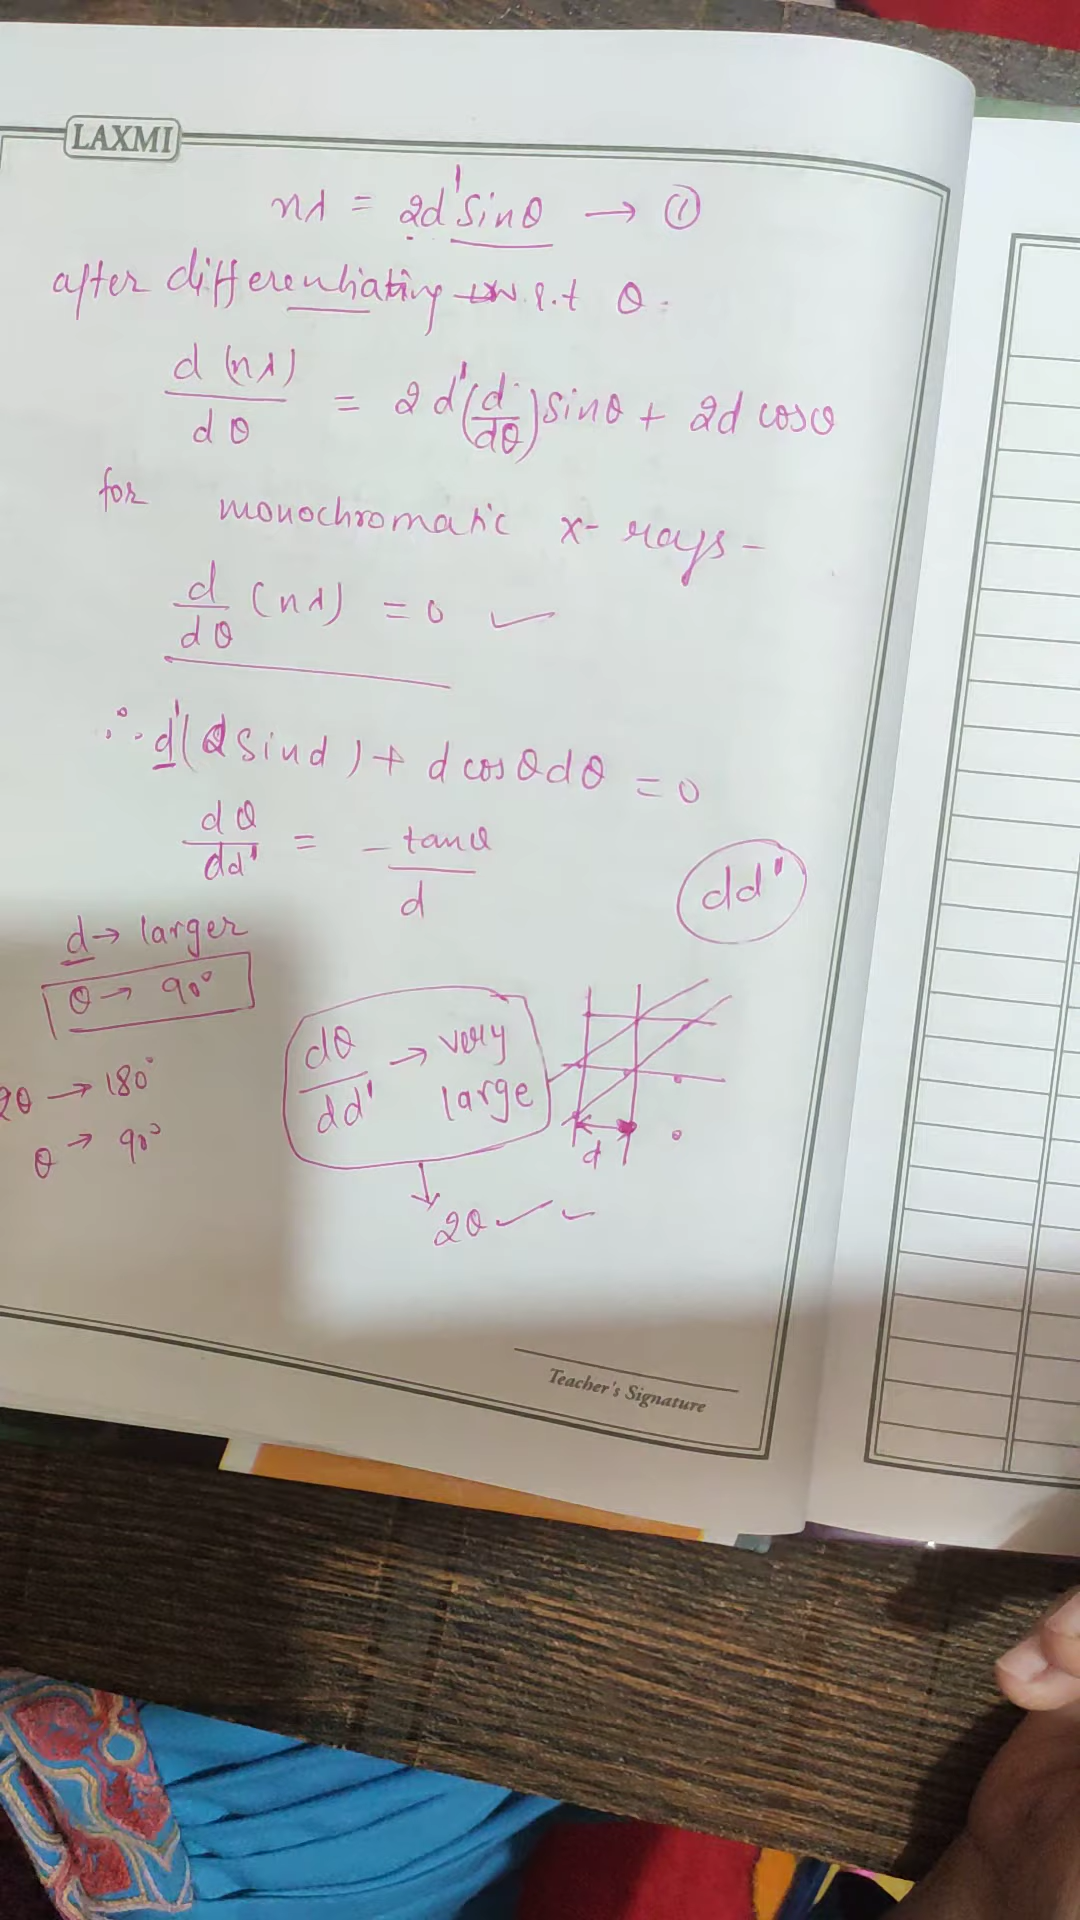 LAXMI
nλ = 2d' sinθ → ①
after differentiating w.r.t θ.
d (nλ) / dθ = 2d' (d/dθ) sinθ + 2d cosθ
for monochromatic x-rays -
d/dθ (nλ) = 0 ✓
∴ d'(2 sind) + d cosθ dθ = 0
dθ/dd' = - tanθ/d
dd'
d → larger
θ → 90°
dθ/dd' → very large
2θ → 180°
θ → 90°
d
2θ ✓ ✓
Teacher's Signature